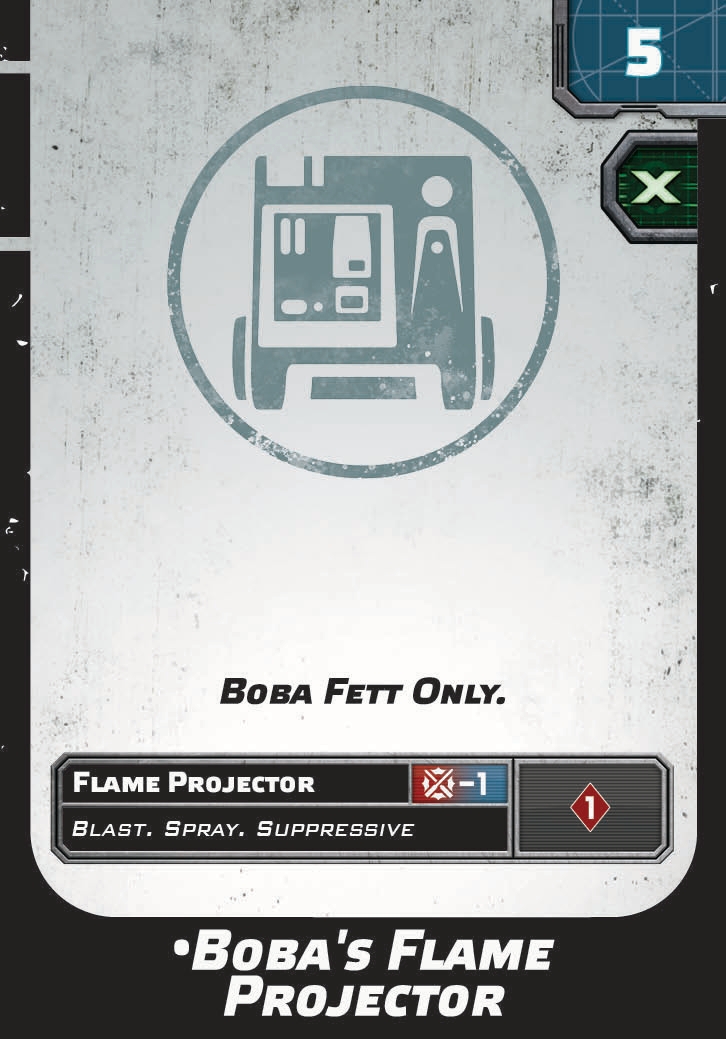 5
X
Boba Fett Only.
Flame Projector
-1
Blast. Spray. Suppressive
1
•Boba's Flame
Projector